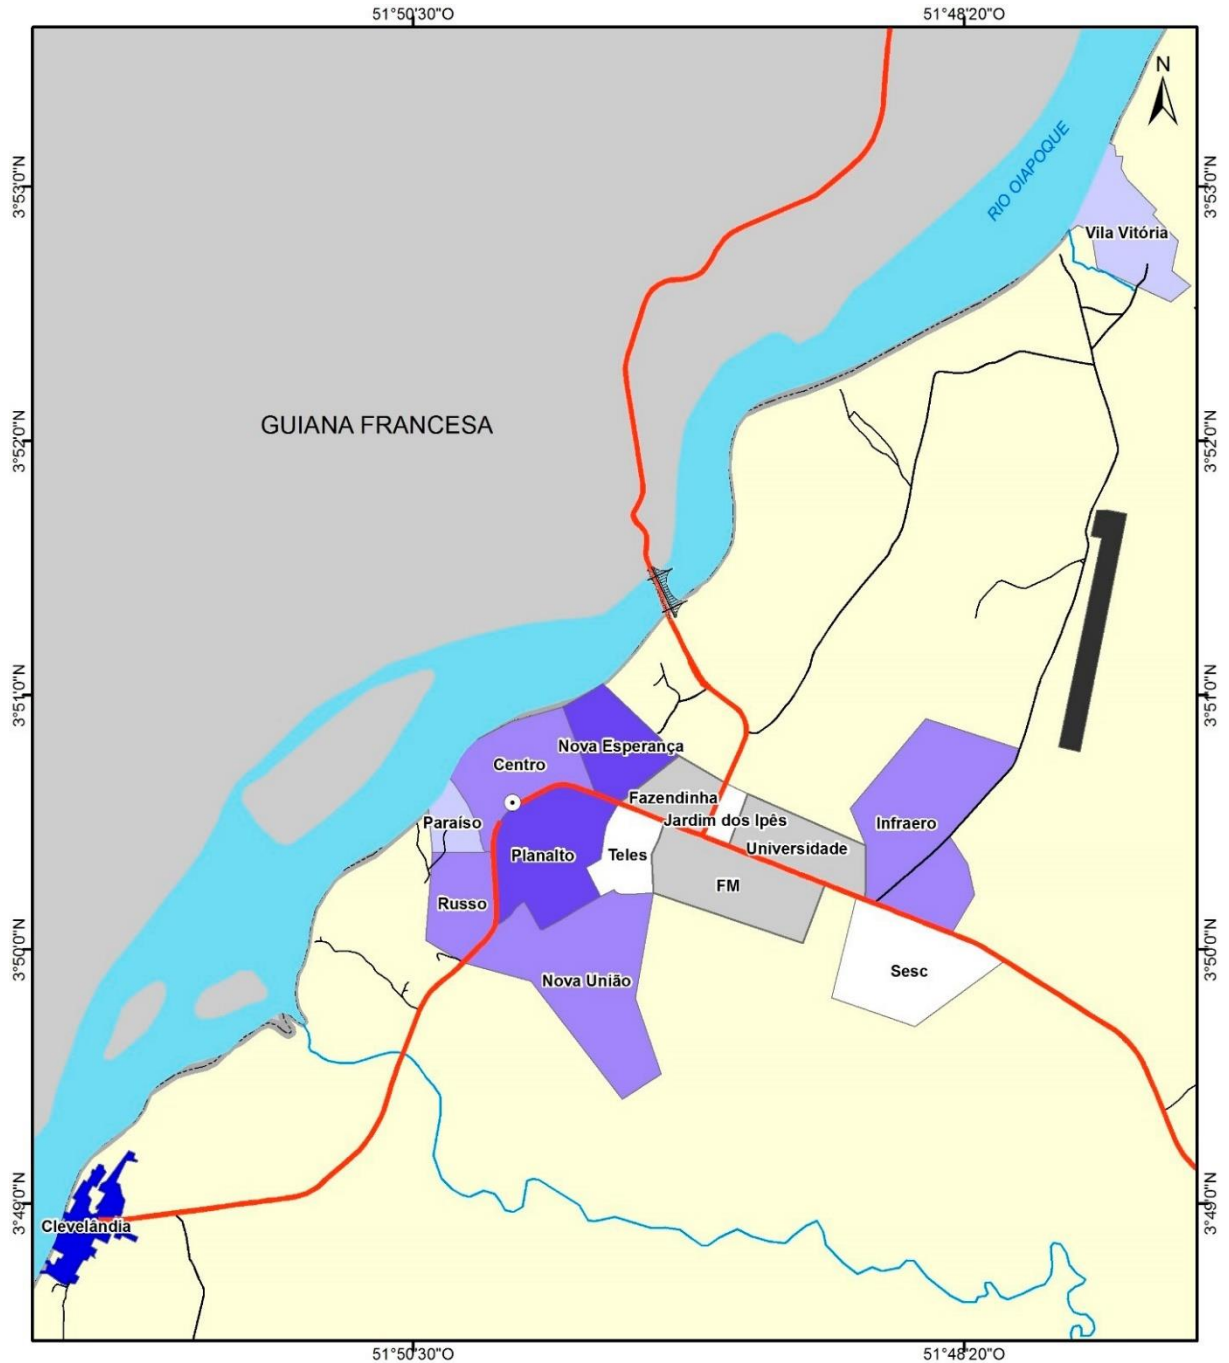 51°50'30"O
51°48'20"O
N
3°53'0"N
3°53'0"N
RIO OIAPOQUE
Vila Vitória
GUIANA FRANCESA
3°52'0"N
3°52'0"N
3°51'0"N
3°51'0"N
Nova Esperança
Centro
Fazendinha
Jardim dos Ipês
Paraíso
Infraero
Universidade
Planalto
Teles
FM
Russo
3°50'0"N
3°50'0"N
Sesc
Nova União
3°49'0"N
3°49'0"N
Clevelândia
51°50'30"O
51°48'20"O